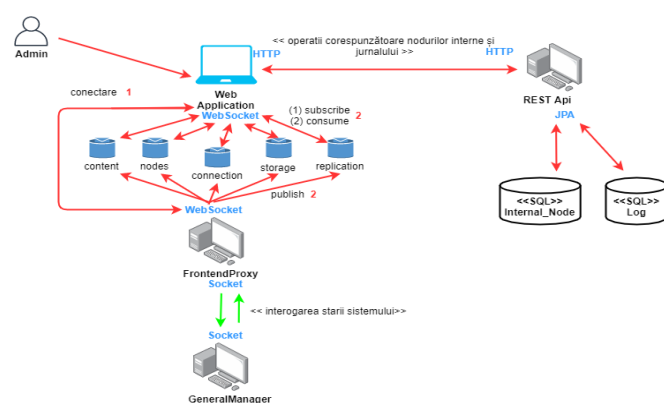 << operatii corespunzătoare nodurilor interne și
jurnalului >>
Admin
HTTP
HTTP
conectare 1
Web
Application
WebSocket
(1) subscribe
(2) consume 2
REST Api
JPA
content
nodes
connection
storage
replication
publish 2
WebSocket
<<SQL>>
Internal_Node
<<SQL>>
Log
FrontendProxy
Socket
<< interogarea starii sistemului>>
Socket
GeneralManager